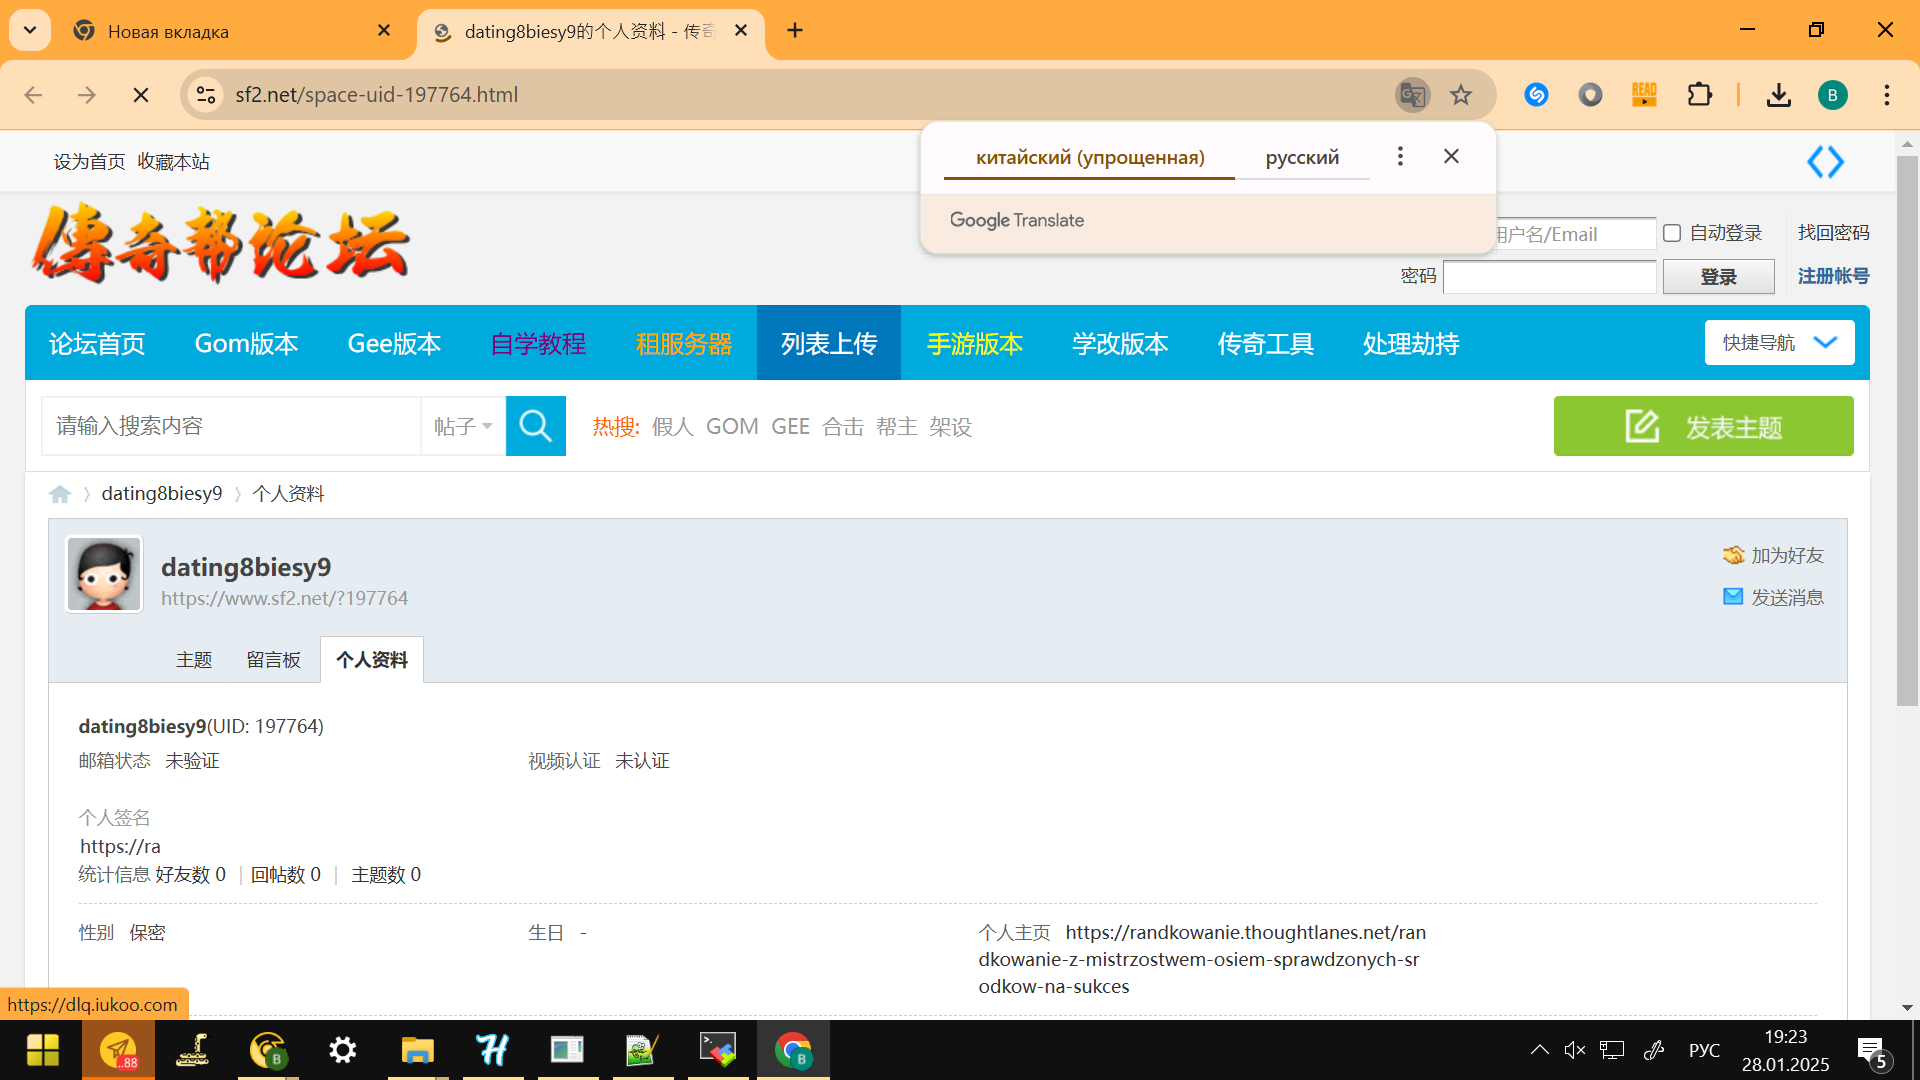 Новая вкладка
dating8biesy9的个人资料 - 传奇
sf2.net/space-uid-197764.html
READ
B
китайский (упрощенная) русский
Google Translate
设为首页 收藏本站
傳奇帮论坛
用户名/Email 自动登录 找回密码
密码 登录 注册帐号
论坛首页 Gom版本 Gee版本 自学教程 租服务器 列表上传 手游版本 学改版本 传奇工具 处理劫持 快捷导航
请输入搜索内容 帖子 热搜: 假人 GOM GEE 合击 帮主 架设 发表主题
dating8biesy9 个人资料
dating8biesy9
https://www.sf2.net/?197764
加为好友
发送消息
主题 留言板 个人资料
dating8biesy9(UID: 197764)
邮箱状态 未验证 视频认证 未认证
个人签名
https://ra
统计信息 好友数 0 | 回帖数 0 | 主题数 0
性别 保密 生日 - 个人主页 https://randkowanie.thoughtlanes.net/ran
dkowanie-z-mistrzostwem-osiem-sprawdzonych-sr
odkow-na-sukces
https://dlq.iukoo.com
..88
B
B
РУС
19:23
28.01.2025
5